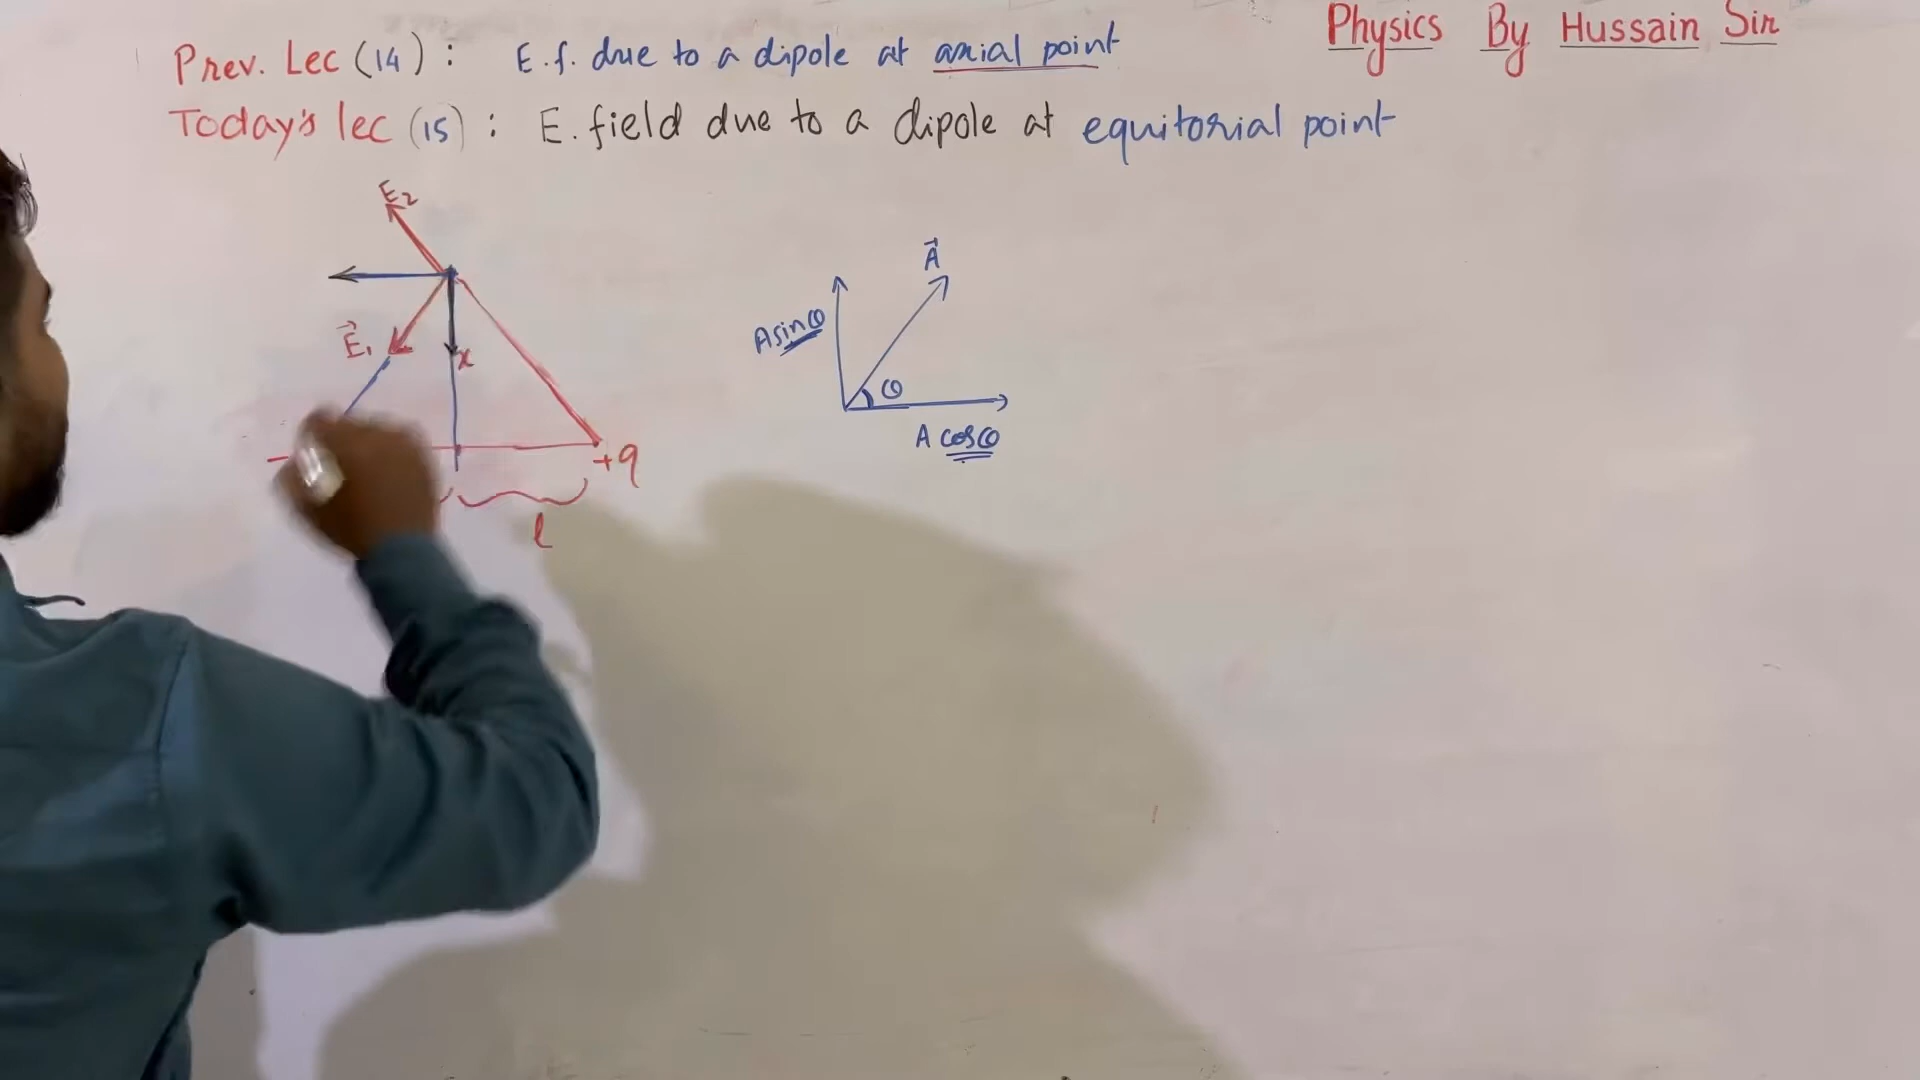 Physics By Hussain Sir
Prev. Lec (14) : E.f. due to a dipole at axial point
Today's lec (15) : E. field due to a dipole at equitorial point
E2
A
E1
x
Asinθ
θ
A cosθ
−
+q
l